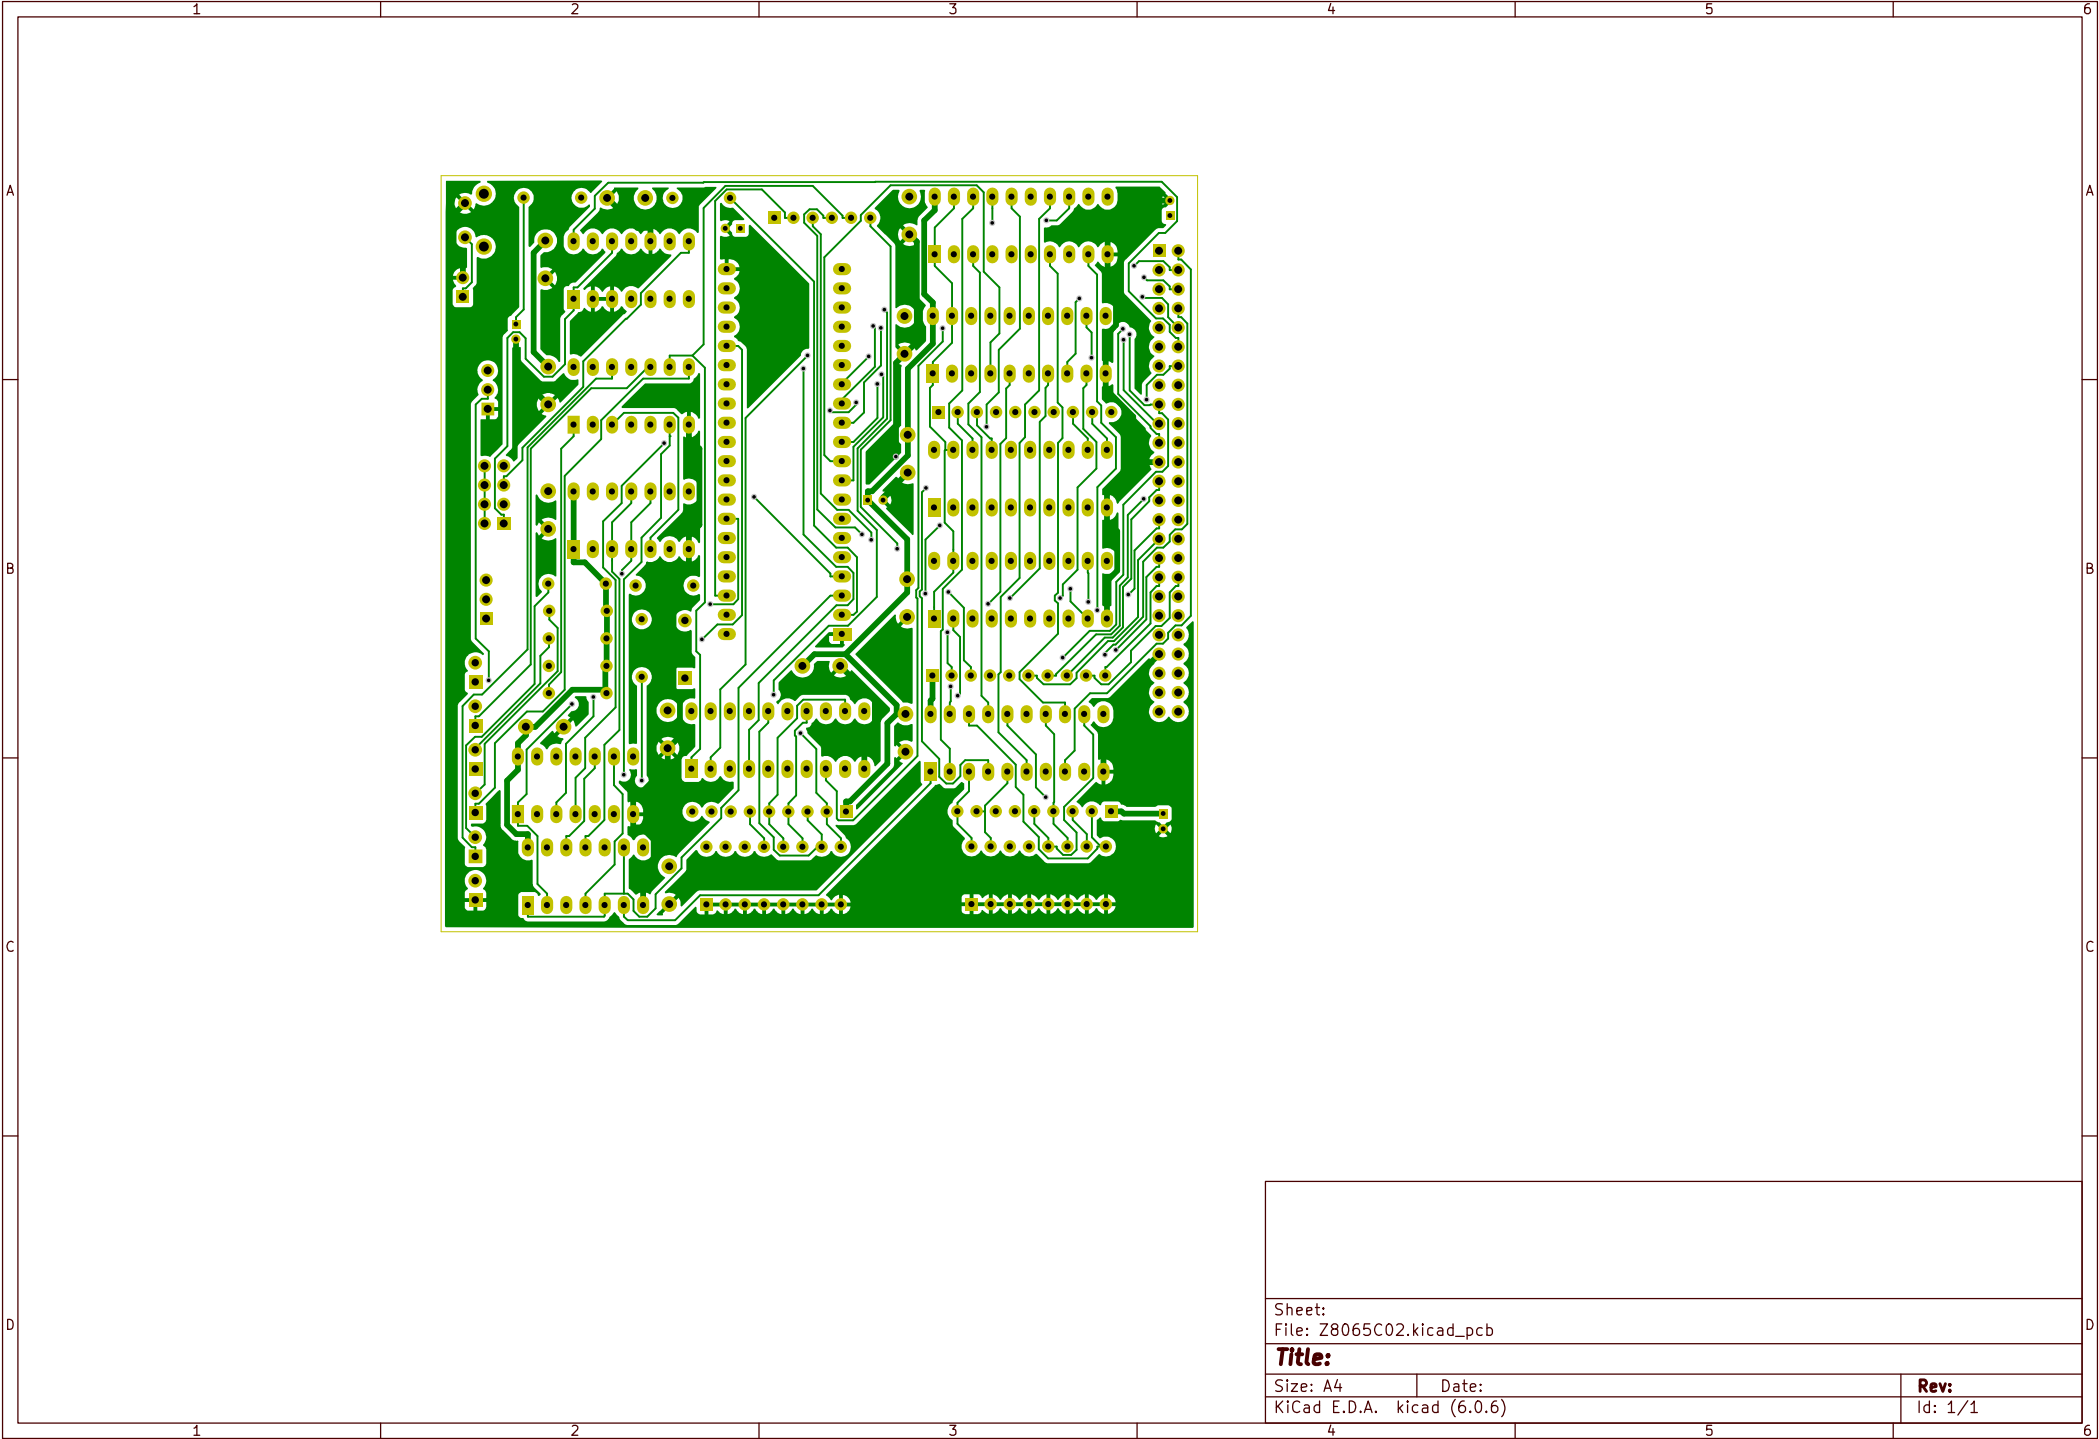 1 2 3 4 5 6
A A
B B
C C
D D
Sheet:
File: Z8065C02.kicad_pcb
Title:
Size: A4 Date: Rev:
KiCad E.D.A. kicad (6.0.6) Id: 1/1
1 2 3 4 5 6